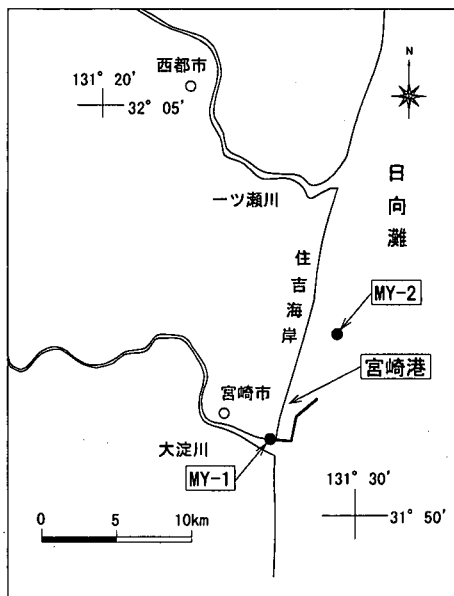 西都市
131° 20′
32° 05′
N
日向灘
一ツ瀬川
住吉海岸
MY-2
宮崎港
宮崎市
大淀川
MY-1
131° 30′
31° 50′
0 5 10km